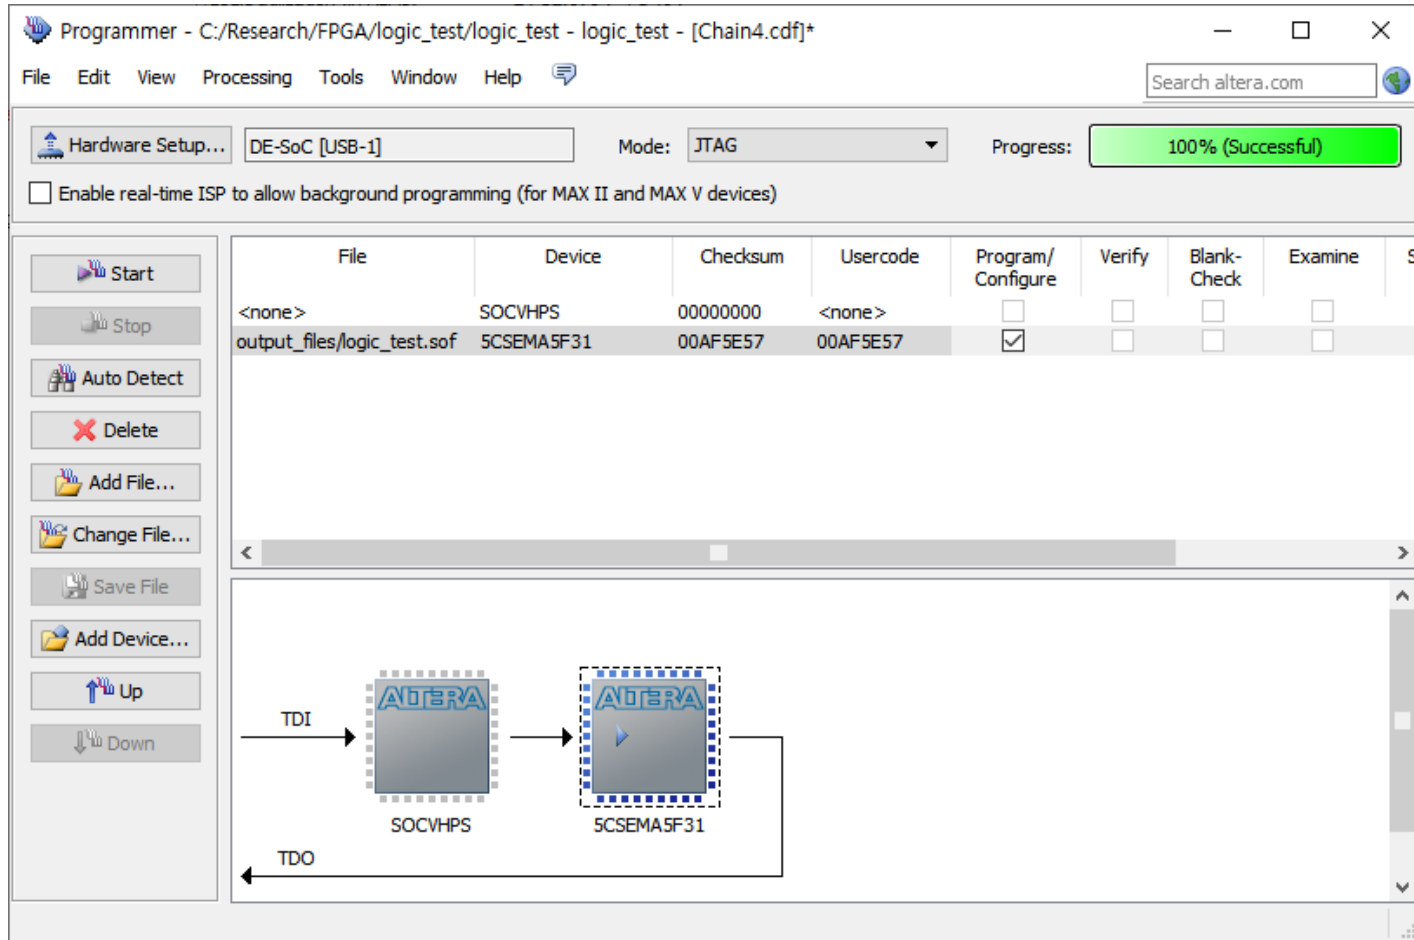 Programmer - C:/Research/FPGA/logic_test/logic_test - logic_test - [Chain4.cdf]*
File Edit View Processing Tools Window Help
Search altera.com
Hardware Setup... DE-SoC [USB-1] Mode: JTAG Progress: 100% (Successful)
Enable real-time ISP to allow background programming (for MAX II and MAX V devices)
Start
Stop
Auto Detect
Delete
Add File...
Change File...
Save File
Add Device...
Up
Down
File Device Checksum Usercode Program/ Verify Blank- Examine
Configure Check
<none> SOCVHPS 00000000 <none>
output_files/logic_test.sof 5CSEMA5F31 00AF5E57 00AF5E57
ALTERA ALTERA
TDI
SOCVHPS 5CSEMA5F31
TDO